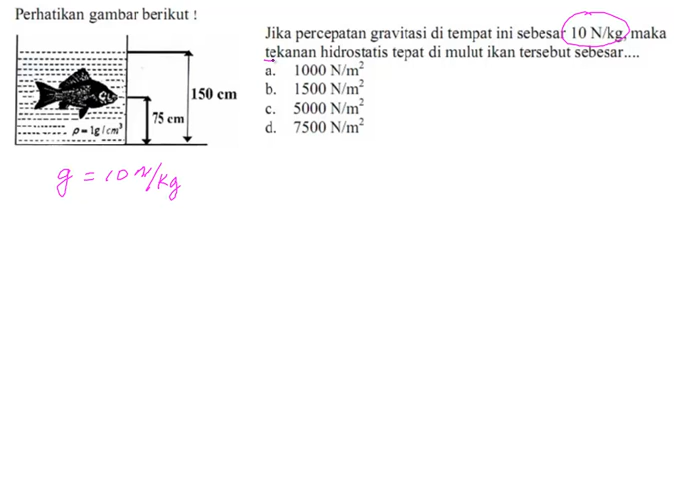 Perhatikan gambar berikut !
Jika percepatan gravitasi di tempat ini sebesar 10 N/kg, maka
tekanan hidrostatis tepat di mulut ikan tersebut sebesar....
a. 1000 N/m²
b. 1500 N/m²
c. 5000 N/m²
d. 7500 N/m²
150 cm
75 cm
ρ = 1g/cm³
g = 10 N/kg